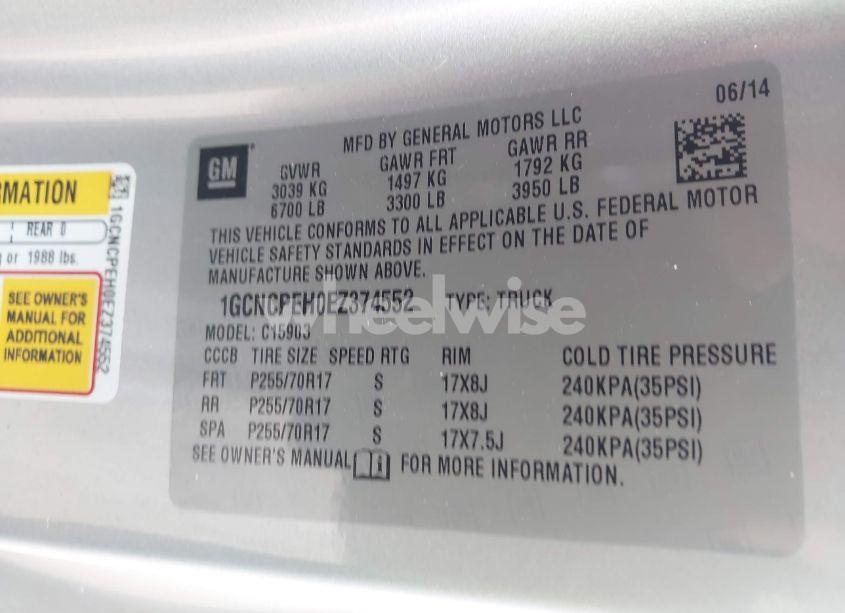 06/14
MFD BY GENERAL MOTORS LLC
GM
GVWR GAWR FRT GAWR RR
3039 KG 1497 KG 1792 KG
6700 LB 3300 LB 3950 LB
THIS VEHICLE CONFORMS TO ALL APPLICABLE U.S. FEDERAL MOTOR
VEHICLE SAFETY STANDARDS IN EFFECT ON THE DATE OF
MANUFACTURE SHOWN ABOVE.
1GCNCPEH0EZ374552 TYPE: TRUCK
MODEL: C15903
CCCB TIRE SIZE SPEED RTG RIM COLD TIRE PRESSURE
FRT P255/70R17 S 17X8J 240KPA(35PSI)
RR P255/70R17 S 17X8J 240KPA(35PSI)
SPA P255/70R17 S 17X7.5J 240KPA(35PSI)
SEE OWNER'S MANUAL FOR MORE INFORMATION.
wheelwise
RMATION
REAR 0
or 1988 lbs.
SEE OWNER'S
MANUAL FOR
ADDITIONAL
INFORMATION
1GCNCPEH0EZ374552